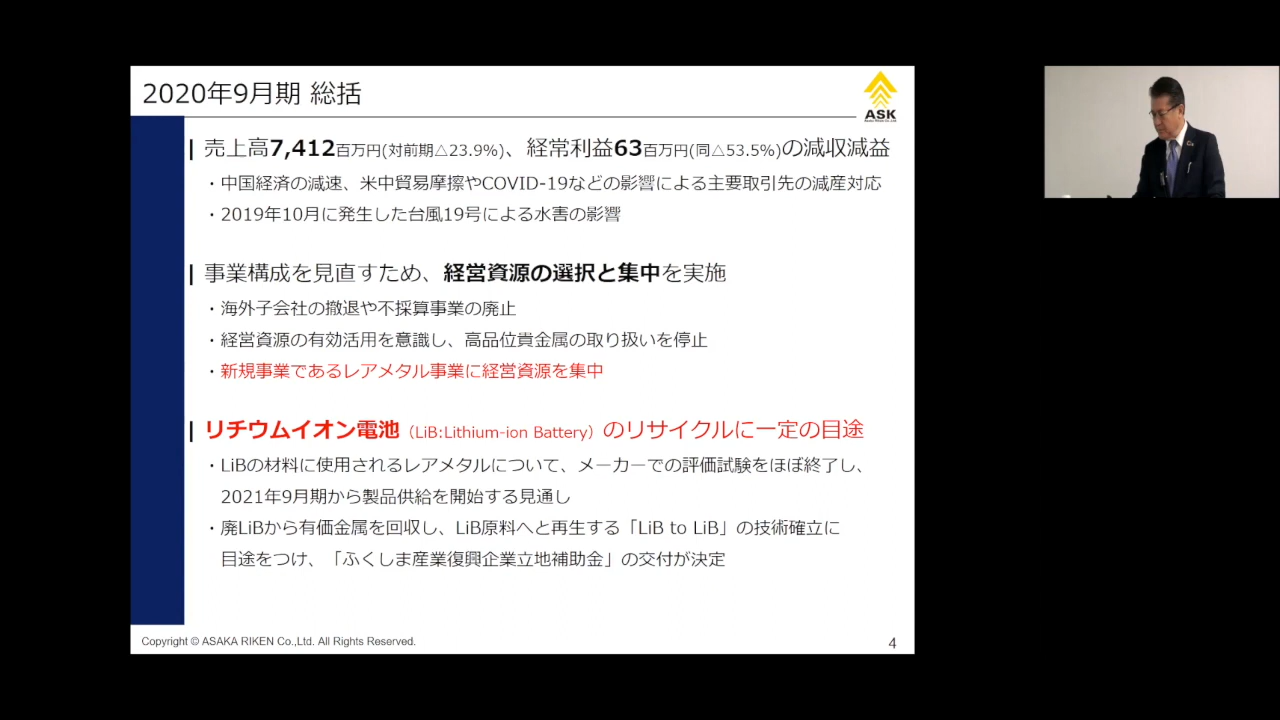 2020年9月期 総括
ASK
Asaka Riken Co.,Ltd.
売上高7,412百万円(対前期△23.9%)、経常利益63百万円(同△53.5%)の減収減益
・中国経済の減速、米中貿易摩擦やCOVID-19などの影響による主要取引先の減産対応
・2019年10月に発生した台風19号による水害の影響
事業構成を見直すため、経営資源の選択と集中を実施
・海外子会社の撤退や不採算事業の廃止
・経営資源の有効活用を意識し、高品位貴金属の取り扱いを停止
・新規事業であるレアメタル事業に経営資源を集中
リチウムイオン電池（LiB:Lithium-ion Battery）のリサイクルに一定の目途
・LiBの材料に使用されるレアメタルについて、メーカーでの評価試験をほぼ終了し、
2021年9月期から製品供給を開始する見通し
・廃LiBから有価金属を回収し、LiB原料へと再生する「LiB to LiB」の技術確立に
目途をつけ、「ふくしま産業復興企業立地補助金」の交付が決定
Copyright © ASAKA RIKEN Co.,Ltd. All Rights Reserved.
4